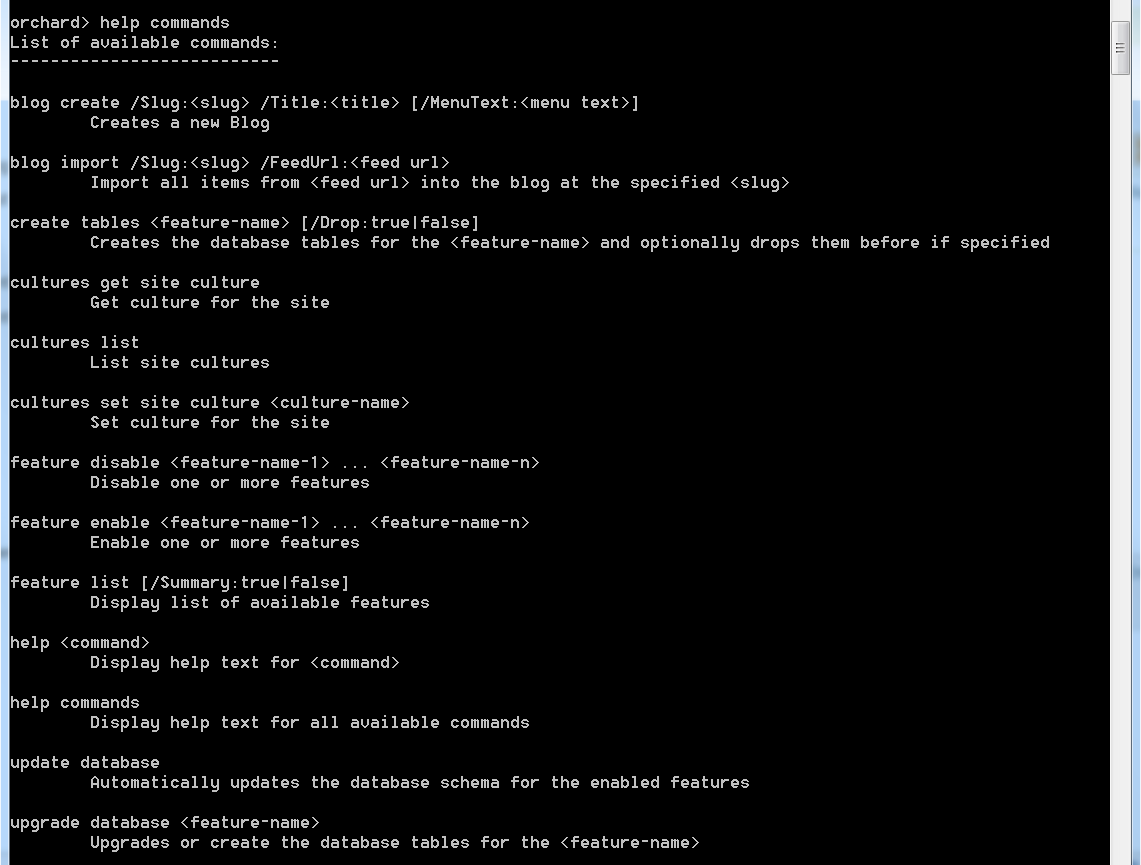 orchard> help commands
List of available commands:
---------------------------
blog create /Slug:<slug> /Title:<title> [/MenuText:<menu text>]
Creates a new Blog
blog import /Slug:<slug> /FeedUrl:<feed url>
Import all items from <feed url> into the blog at the specified <slug>
create tables <feature-name> [/Drop:true|false]
Creates the database tables for the <feature-name> and optionally drops them before if specified
cultures get site culture
Get culture for the site
cultures list
List site cultures
cultures set site culture <culture-name>
Set culture for the site
feature disable <feature-name-1> ... <feature-name-n>
Disable one or more features
feature enable <feature-name-1> ... <feature-name-n>
Enable one or more features
feature list [/Summary:true|false]
Display list of available features
help <command>
Display help text for <command>
help commands
Display help text for all available commands
update database
Automatically updates the database schema for the enabled features
upgrade database <feature-name>
Upgrades or create the database tables for the <feature-name>